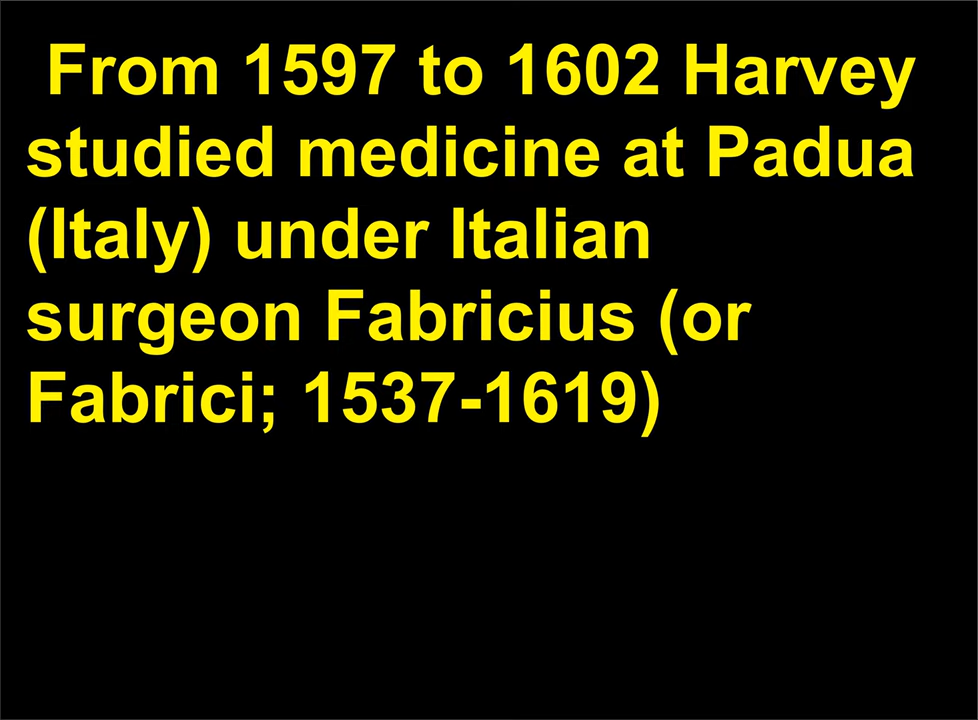 From 1597 to 1602 Harvey
studied medicine at Padua
(Italy) under Italian
surgeon Fabricius (or
Fabrici; 1537-1619)